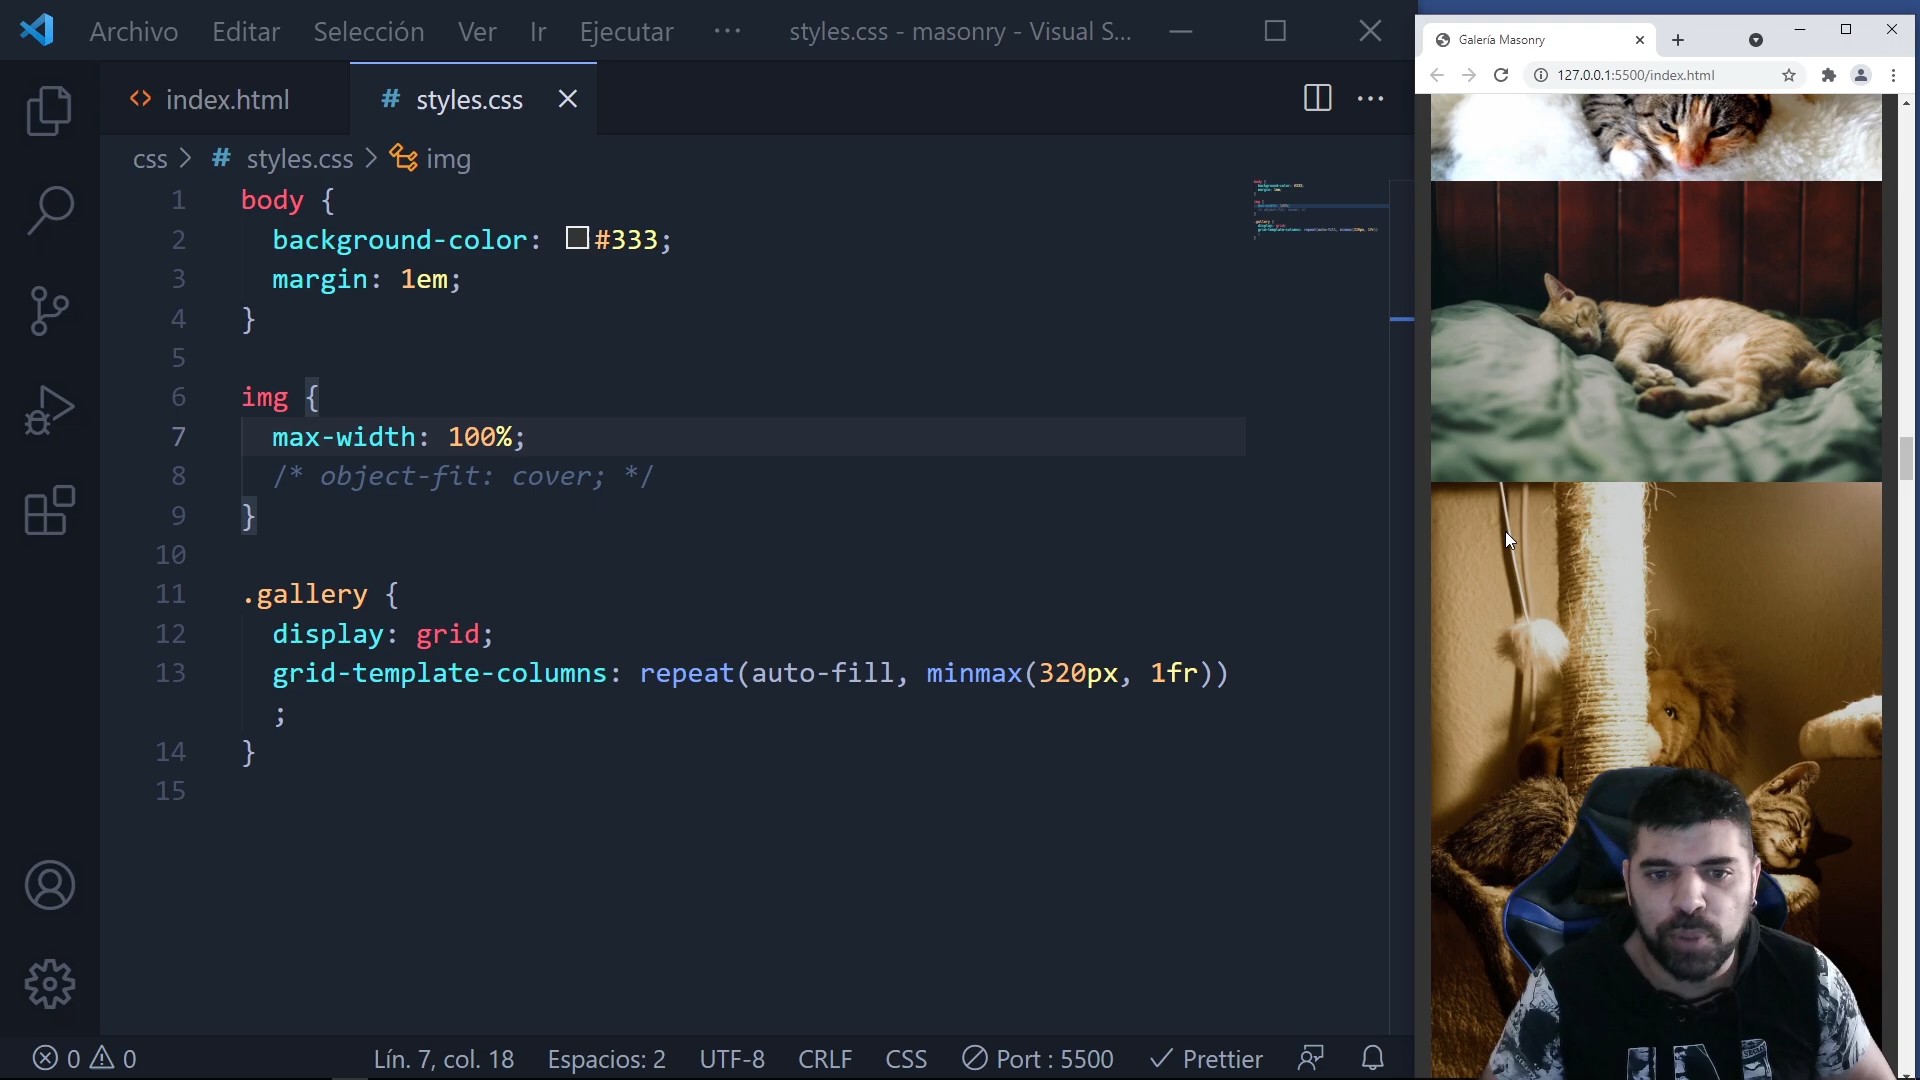 Archivo Editar Selección Ver Ir Ejecutar ··· styles.css - masonry - Visual S...
index.html # styles.css
css > # styles.css > img
1 body {
2 background-color: #333;
3 margin: 1em;
4 }
5
6 img {
7 max-width: 100%;
8 /* object-fit: cover; */
9 }
10
11 .gallery {
12 display: grid;
13 grid-template-columns: repeat(auto-fill, minmax(320px, 1fr))
;
14 }
15
0 0 Lín. 7, col. 18 Espacios: 2 UTF-8 CRLF CSS Port : 5500 Prettier
Galería Masonry
127.0.0.1:5500/index.html